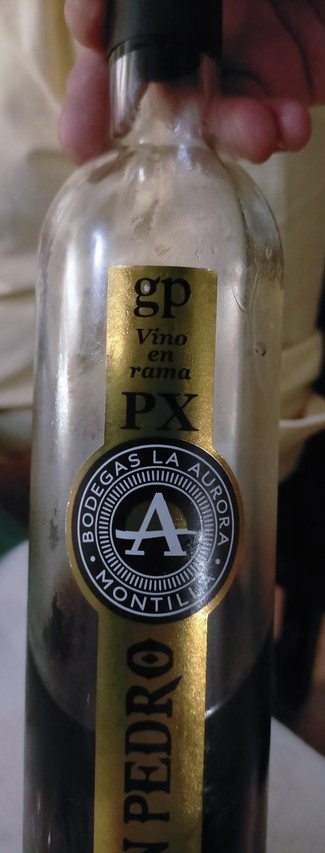 gp
Vino
en
rama
PX
BODEGAS LA AURORA
A
• MONTILLA •
N PEDRO